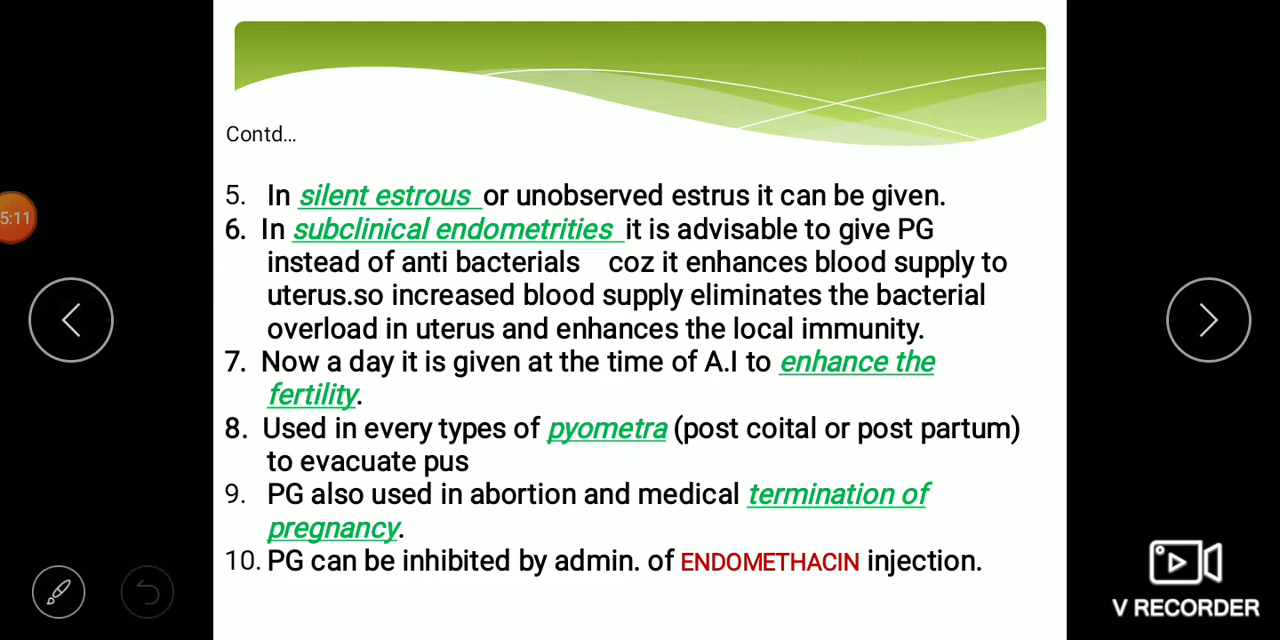 Contd...
5. In silent estrous or unobserved estrus it can be given.
6. In subclinical endometrities it is advisable to give PG
instead of anti bacterials coz it enhances blood supply to
uterus.so increased blood supply eliminates the bacterial
overload in uterus and enhances the local immunity.
7. Now a day it is given at the time of A.I to enhance the
fertility.
8. Used in every types of pyometra (post coital or post partum)
to evacuate pus
9. PG also used in abortion and medical termination of
pregnancy.
10. PG can be inhibited by admin. of ENDOMETHACIN injection.
5:11
V RECORDER